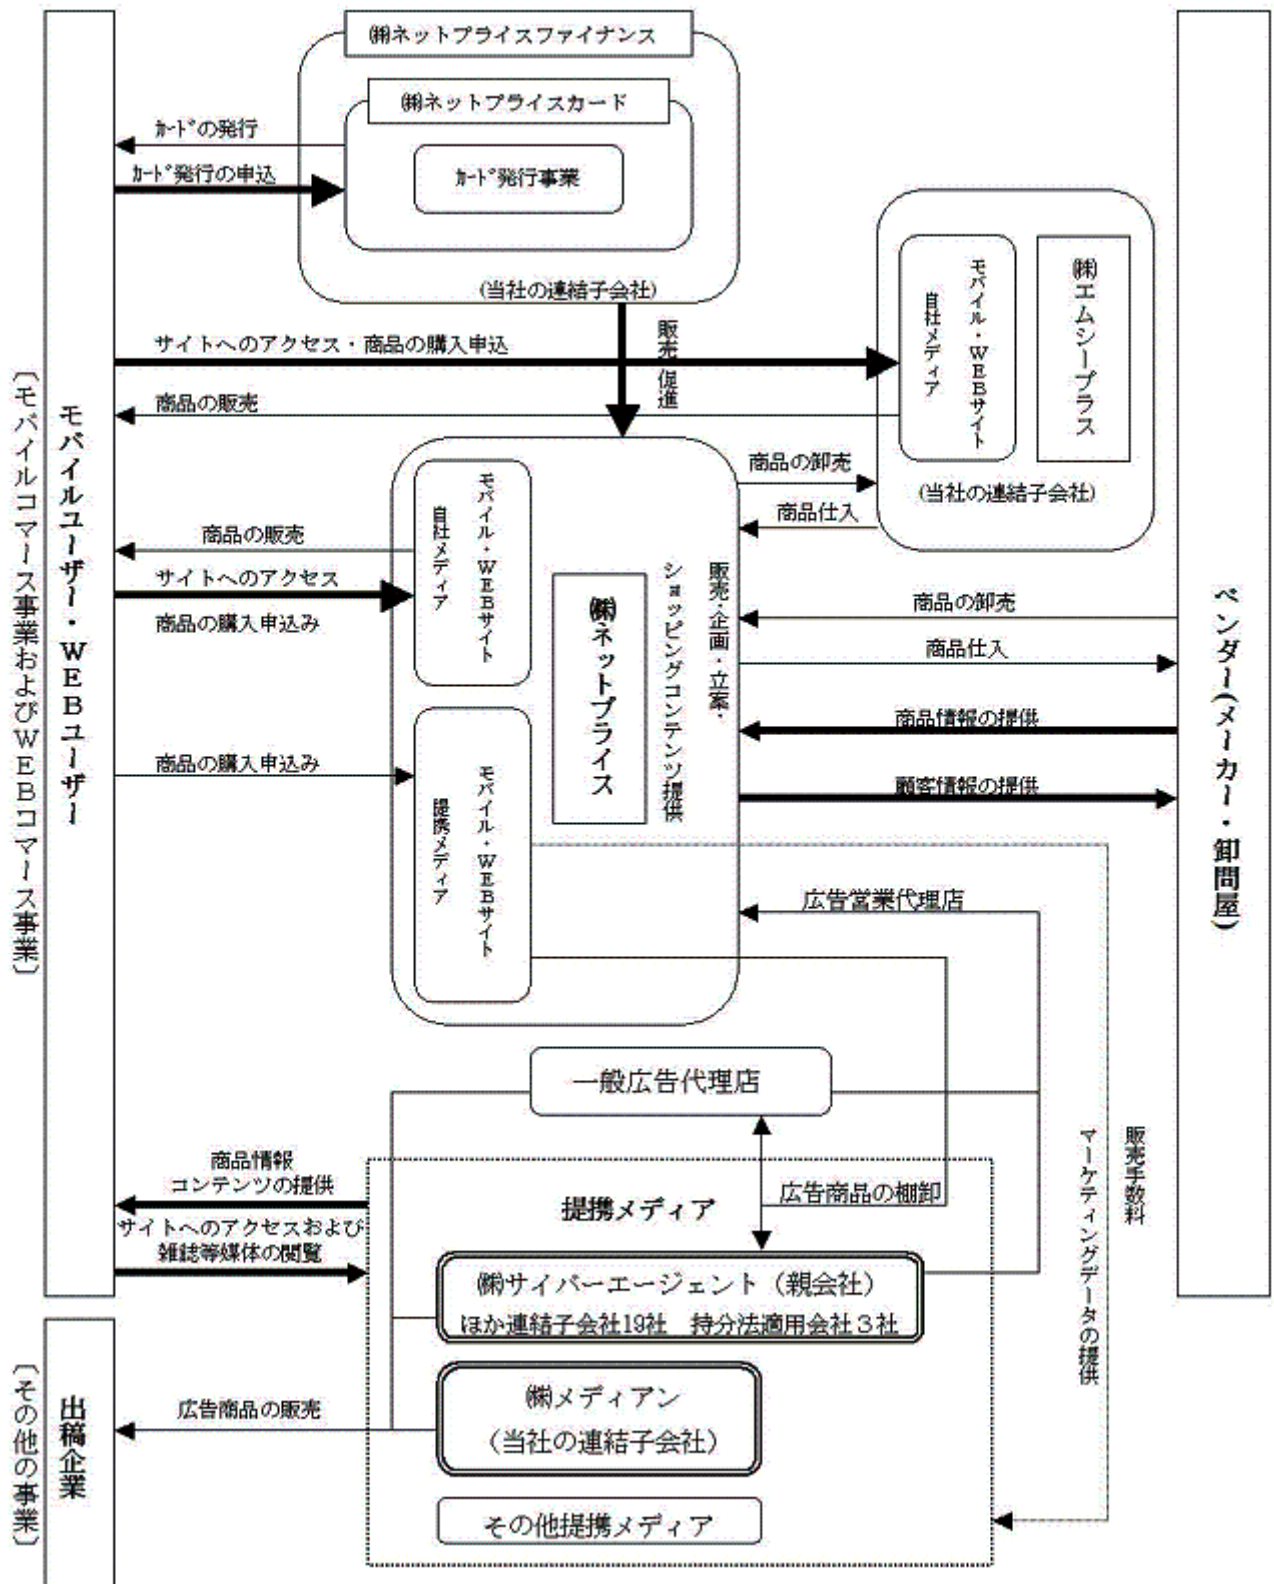 ㈱ネットプライスファイナンス
㈱ネットプライスカード
ｶｰﾄﾞの発行
ｶｰﾄﾞ発行の申込
ｶｰﾄﾞ発行事業
(当社の連結子会社)
販売促進
サイトへのアクセス・商品の購入申込
商品の販売
モバイル・WEBサイト
自社メディア
㈱エムシープラス
(当社の連結子会社)
商品の卸売
商品仕入
〔モバイルコマース事業およびWEBコマース事業〕
モバイルユーザー・WEBユーザー
商品の販売
サイトへのアクセス
商品の購入申込み
モバイル・WEBサイト
自社メディア
㈱ネットプライス
販売・企画・立案・
ショッピングコンテンツ提供
商品の卸売
商品仕入
商品情報の提供
顧客情報の提供
ベンダー(メーカー・卸問屋)
商品の購入申込み
モバイル・WEBサイト
提携メディア
広告営業代理店
一般広告代理店
商品情報
コンテンツの提供
サイトへのアクセスおよび
雑誌等媒体の閲覧
提携メディア
広告商品の棚卸
販売手数料
マーケティングデータの提供
㈱サイバーエージェント（親会社）
ほか連結子会社19社　持分法適用会社３社
〔その他の事業〕
出稿企業
広告商品の販売
㈱メディアン
（当社の連結子会社）
その他提携メディア